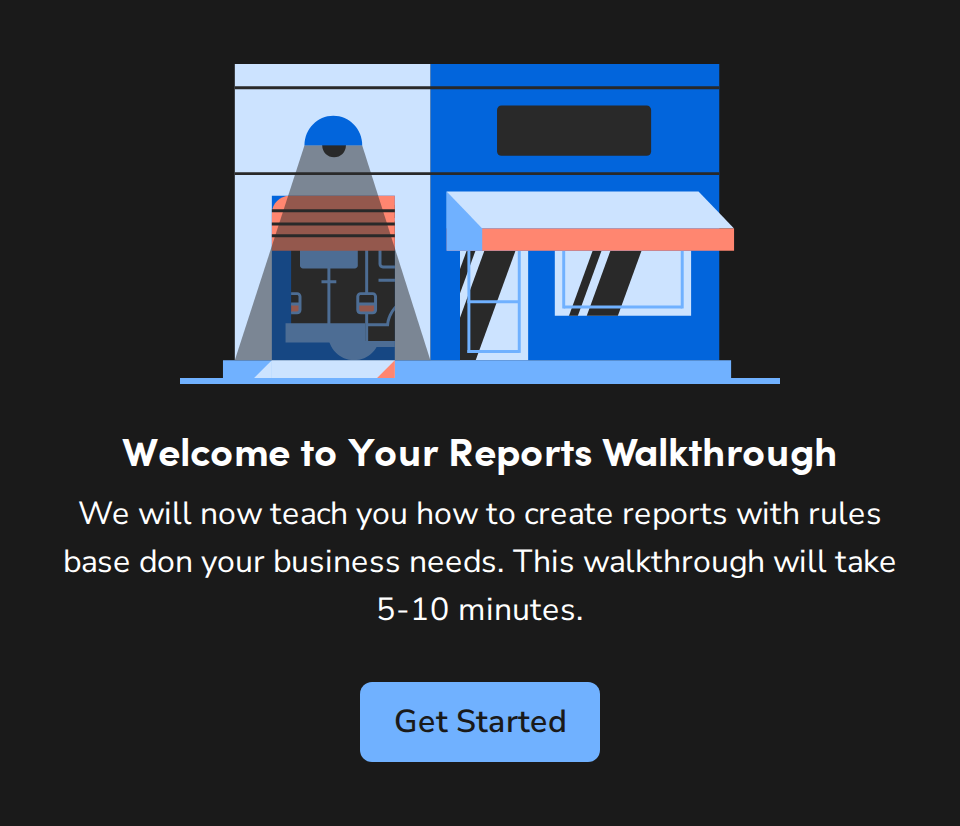 Welcome to Your Reports Walkthrough
We will now teach you how to create reports with rules
base don your business needs. This walkthrough will take
5-10 minutes.
Get Started